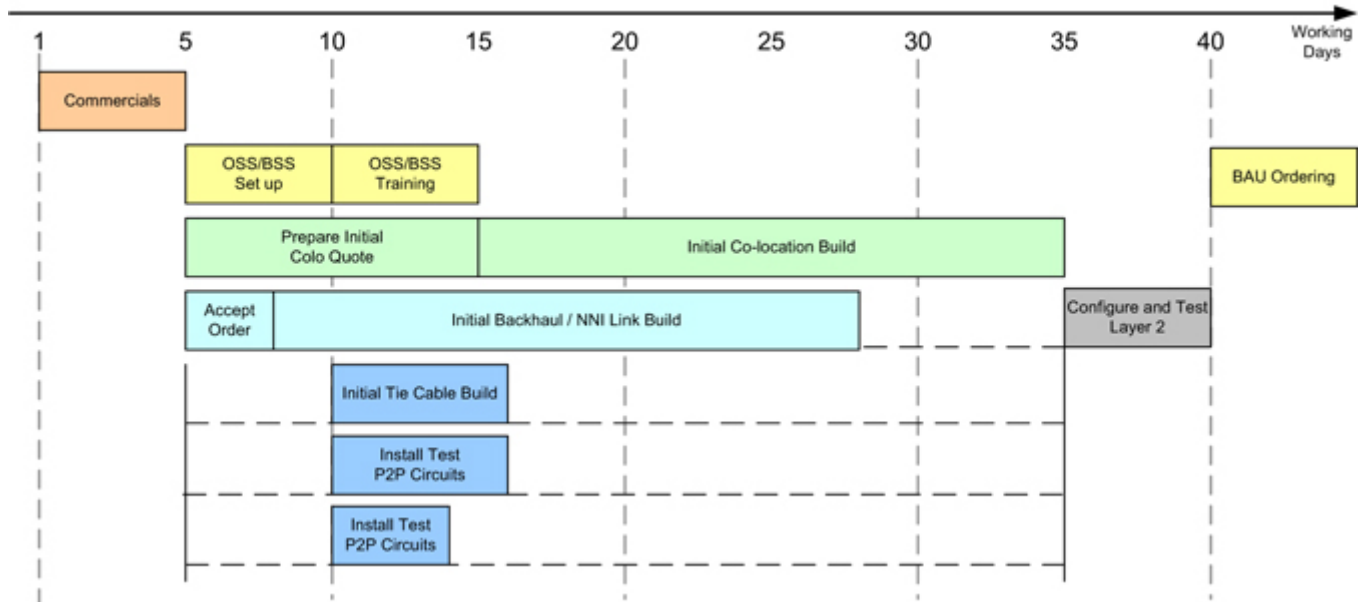 1 5 10 15 20 25 30 35 40 Working
Days
Commercials
OSS/BSS
Set up
OSS/BSS
Training
BAU Ordering
Prepare Initial
Colo Quote
Initial Co-location Build
Accept
Order
Initial Backhaul / NNI Link Build
Configure and Test
Layer 2
Initial Tie Cable Build
Install Test
P2P Circuits
Install Test
P2P Circuits